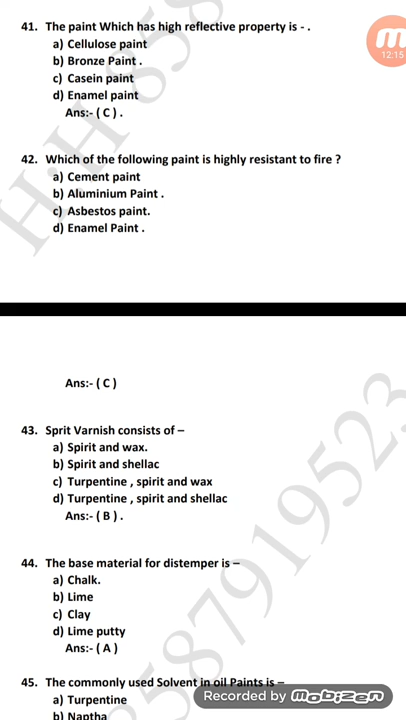 41. The paint Which has high reflective property is - .
a) Cellulose paint
b) Bronze Paint .
c) Casein paint
d) Enamel paint
Ans:- ( C ) .
12:15
42. Which of the following paint is highly resistant to fire ?
a) Cement paint
b) Aluminium Paint .
c) Asbestos paint.
d) Enamel Paint .
Ans:- ( C )
43. Sprit Varnish consists of –
a) Spirit and wax.
b) Spirit and shellac
c) Turpentine , spirit and wax
d) Turpentine , spirit and shellac
Ans:- ( B ) .
44. The base material for distemper is –
a) Chalk.
b) Lime
c) Clay
d) Lime putty
Ans:- ( A )
45. The commonly used Solvent in oil Paints is –
a) Turpentine
b) Naptha
Recorded by mobizen